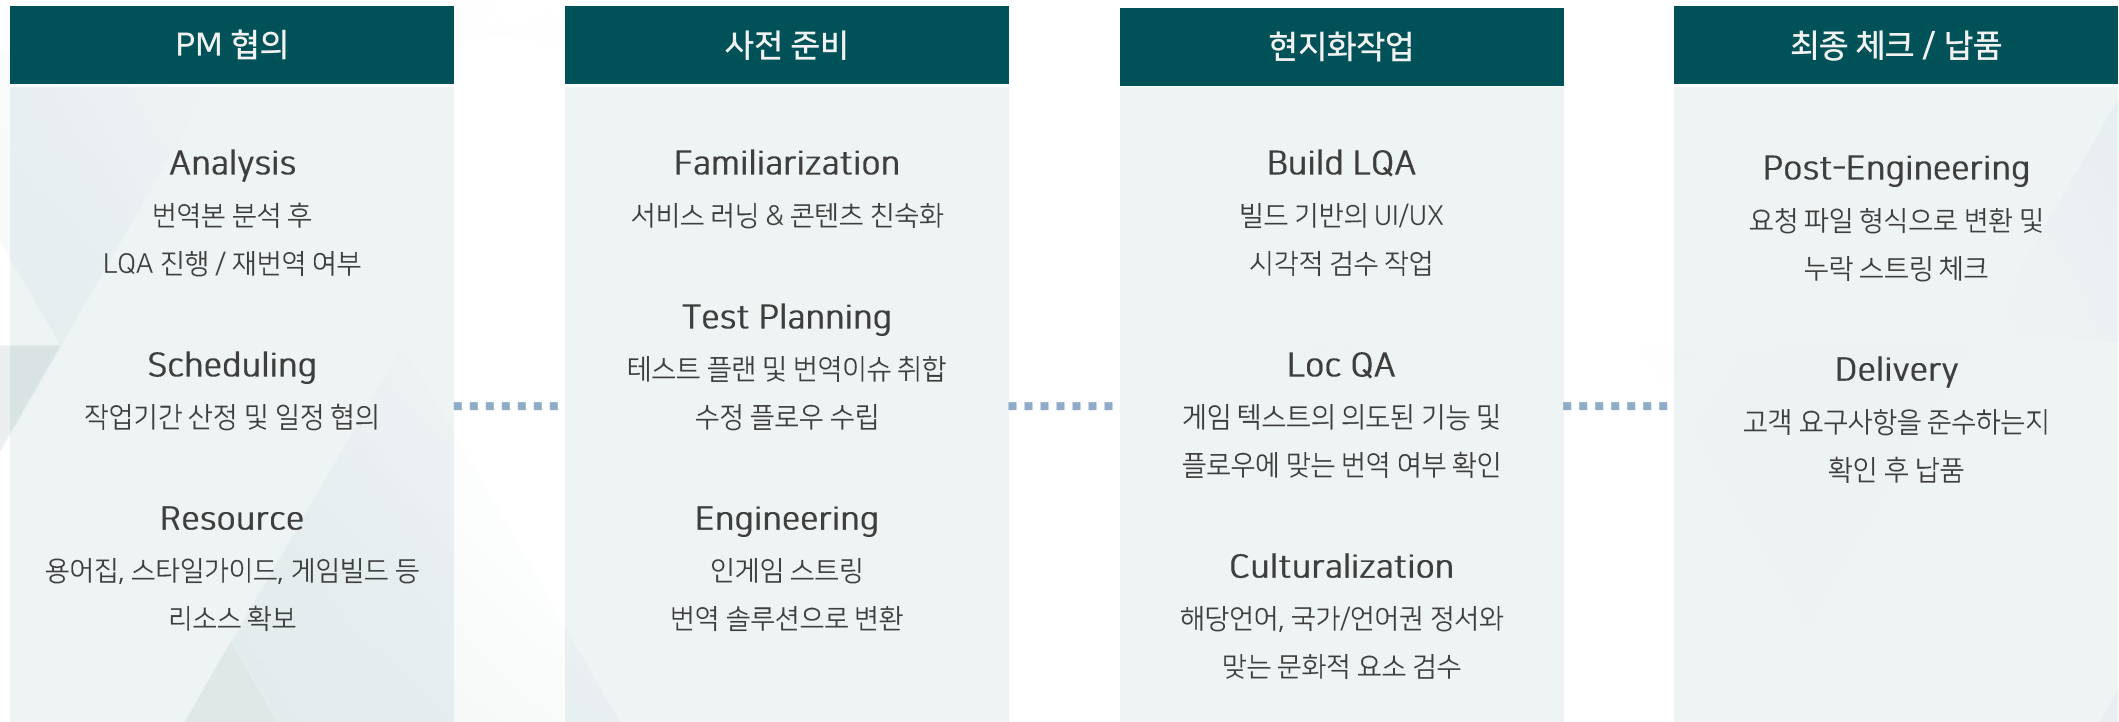 PM 협의
Analysis
번역본 분석 후
LQA 진행 / 재번역 여부
Scheduling
작업기간 산정 및 일정 협의
Resource
용어집, 스타일가이드, 게임빌드 등
리소스 확보
사전 준비
Familiarization
서비스 러닝 & 콘텐츠 친숙화
Test Planning
테스트 플랜 및 번역이슈 취합
수정 플로우 수립
Engineering
인게임 스트링
번역 솔루션으로 변환
현지화작업
Build LQA
빌드 기반의 UI/UX
시각적 검수 작업
Loc QA
게임 텍스트의 의도된 기능 및
플로우에 맞는 번역 여부 확인
Culturalization
해당언어, 국가/언어권 정서와
맞는 문화적 요소 검수
최종 체크 / 납품
Post-Engineering
요청 파일 형식으로 변환 및
누락 스트링 체크
Delivery
고객 요구사항을 준수하는지
확인 후 납품